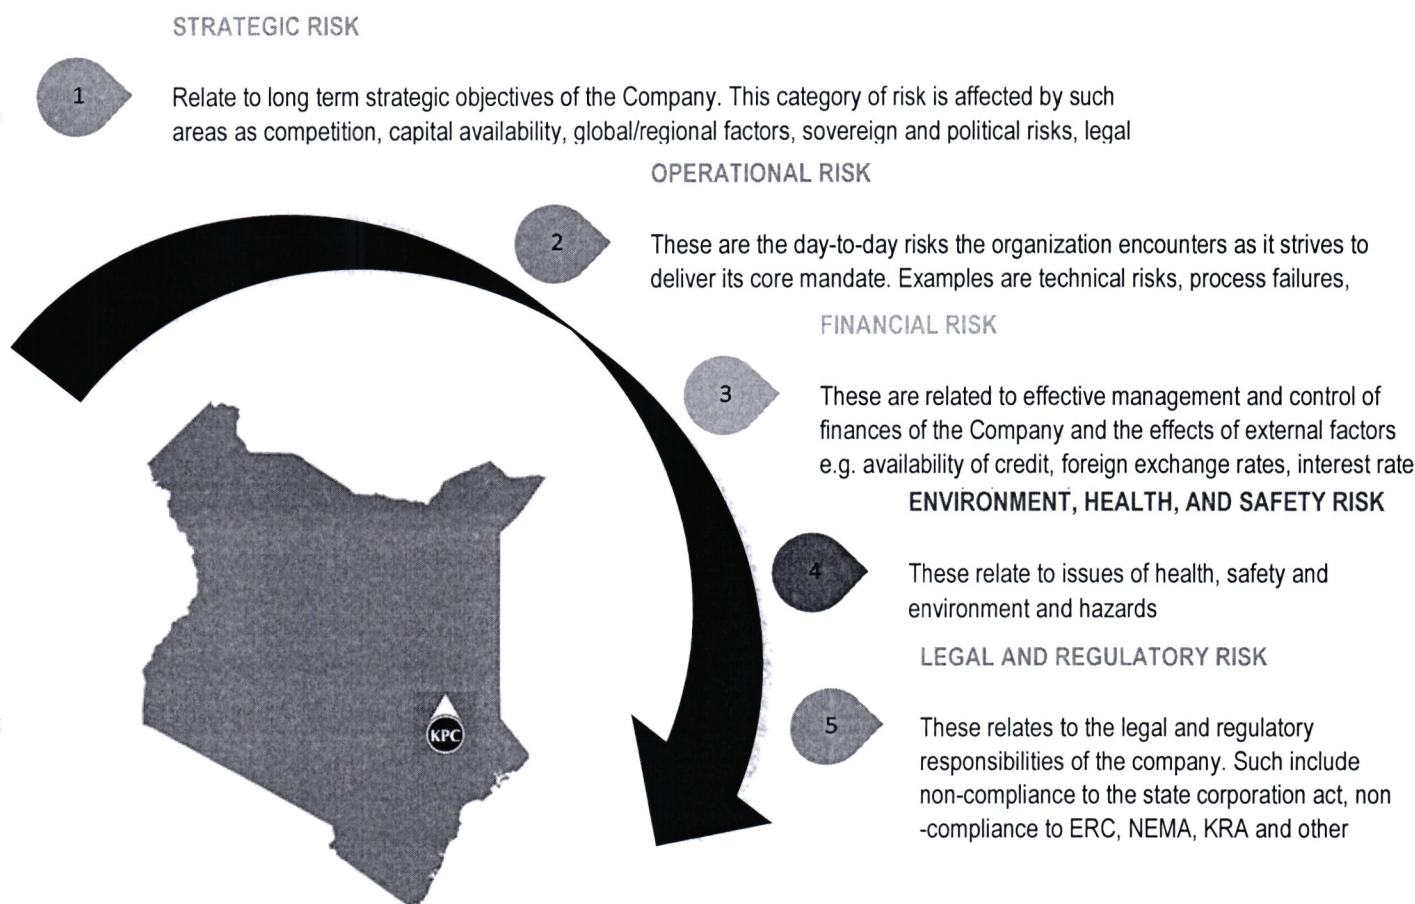 STRATEGIC RISK
1
Relate to long term strategic objectives of the Company. This category of risk is affected by such
areas as competition, capital availability, global/regional factors, sovereign and political risks, legal
OPERATIONAL RISK
2
These are the day-to-day risks the organization encounters as it strives to
deliver its core mandate. Examples are technical risks, process failures,
FINANCIAL RISK
3
These are related to effective management and control of
finances of the Company and the effects of external factors
e.g. availability of credit, foreign exchange rates, interest rate
ENVIRONMENT, HEALTH, AND SAFETY RISK
4
These relate to issues of health, safety and
environment and hazards
LEGAL AND REGULATORY RISK
5
These relates to the legal and regulatory
responsibilities of the company. Such include
non-compliance to the state corporation act, non
-compliance to ERC, NEMA, KRA and other
KPC